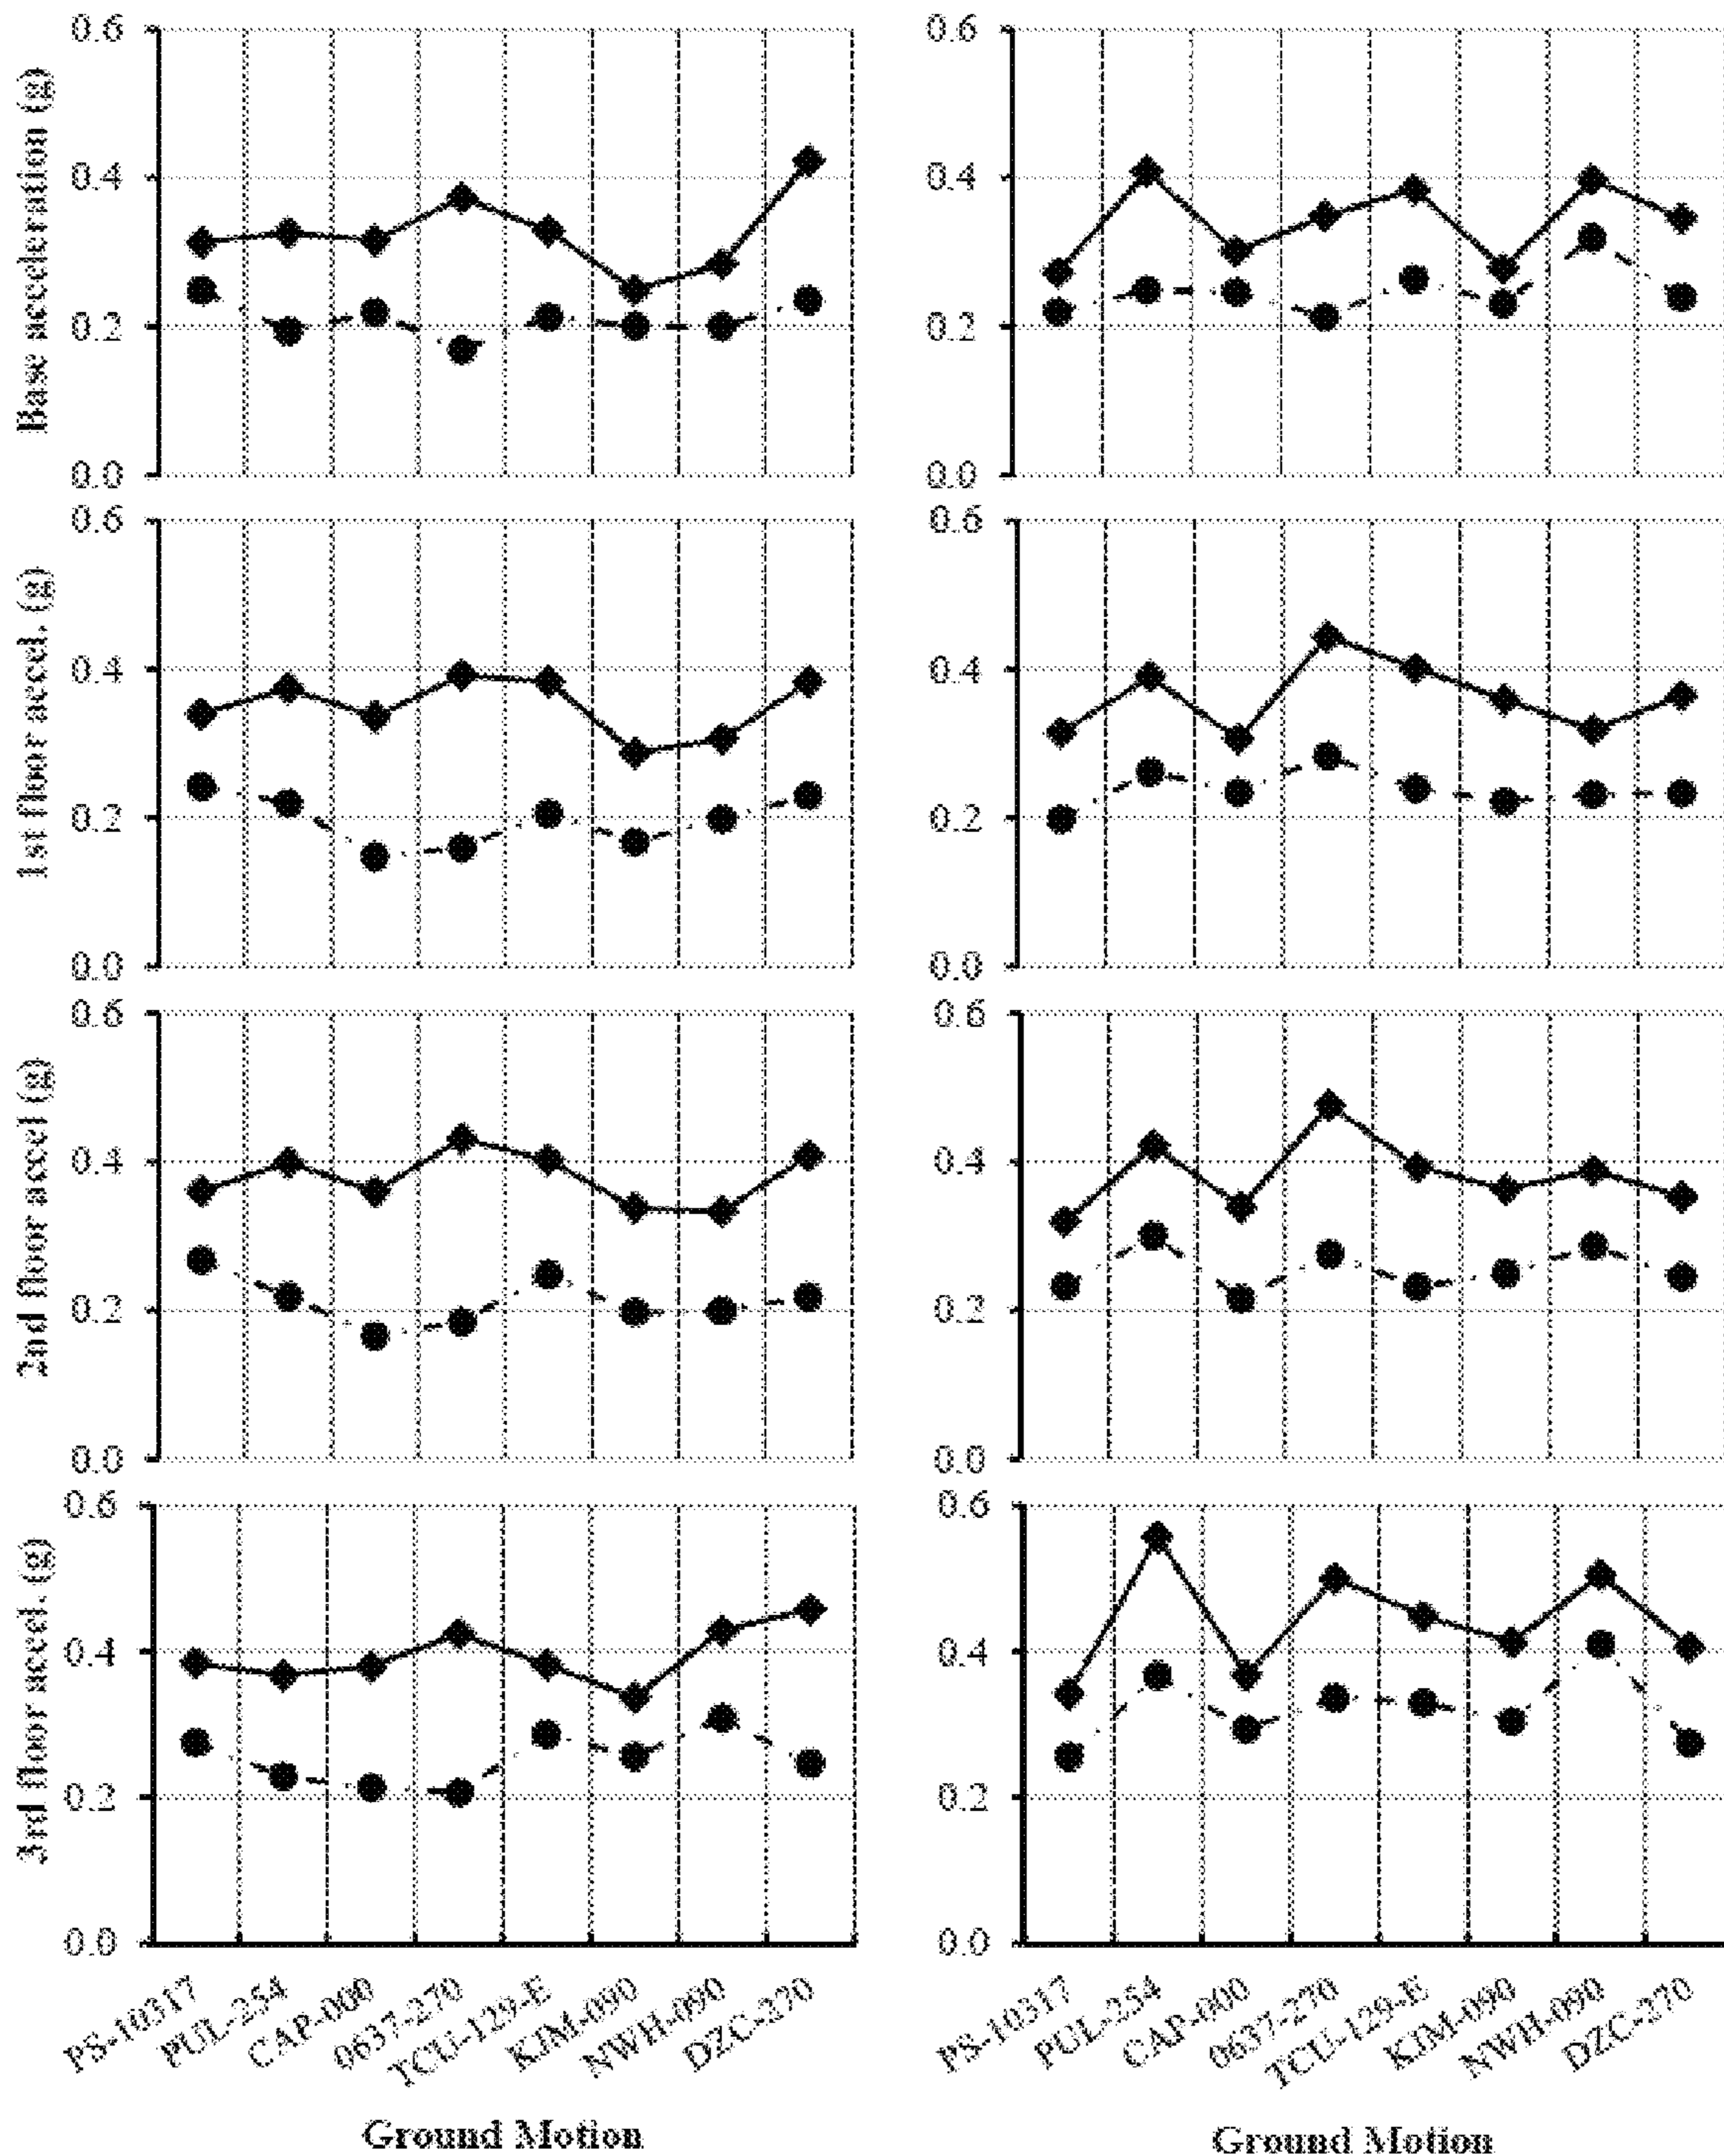 Base acceleration (g)
0.6
0.4
0.2
0.0
0.6
0.4
0.2
0.0
1st floor accel. (g)
0.6
0.4
0.2
0.0
0.6
0.4
0.2
0.0
2nd floor accel (g)
0.6
0.4
0.2
0.0
0.6
0.4
0.2
0.0
3rd floor accel. (g)
0.6
0.4
0.2
0.0
0.6
0.4
0.2
0.0
PS-10317
PUL-254
CAP-000
0637-270
TCU-129-E
KJM-090
NWH-090
DZC-270
Ground Motion
PS-10317
PUL-254
CAP-000
0637-270
TCU-129-E
KJM-090
NWH-090
DZC-270
Ground Motion